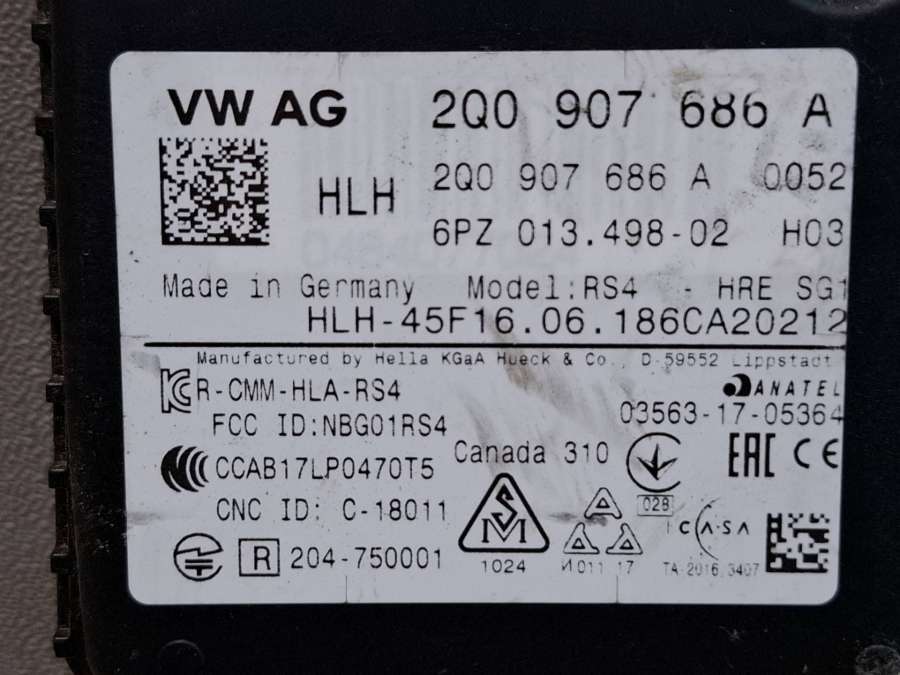 VW AG 2Q0 907 686 A
HLH 2Q0 907 686 A 0052
6PZ 013.498-02 H03
Made in Germany Model:RS4 - HRE SG1
HLH-45F16.06.186CA20212
Manufactured by Hella KGaA Hueck & Co., D-59552 Lippstadt
R-CMM-HLA-RS4 ANATEL
FCC ID:NBG01RS4 03563-17-05364
CCAB17LP0470T5 Canada 310 EAC CE
CNC ID: C-18011 028
SM ICASA
R 204-750001 1024 TA-2016.3407